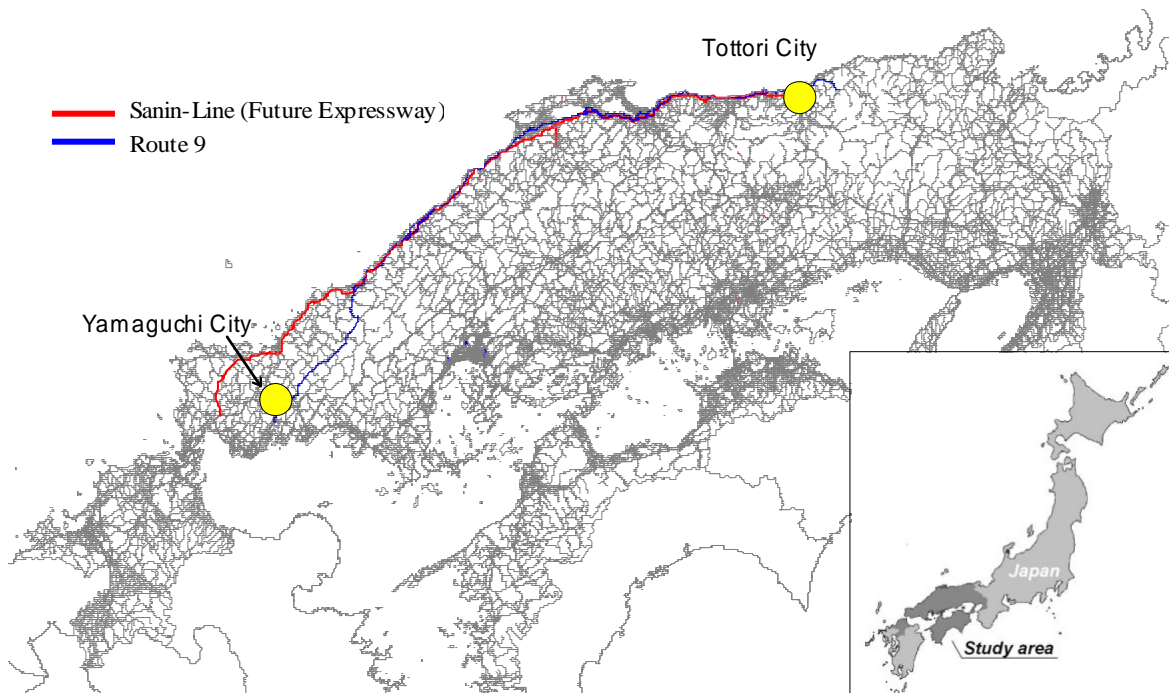 Tottori City
Sanin-Line (Future Expressway)
Route 9
Yamaguchi City
Japan
Study area